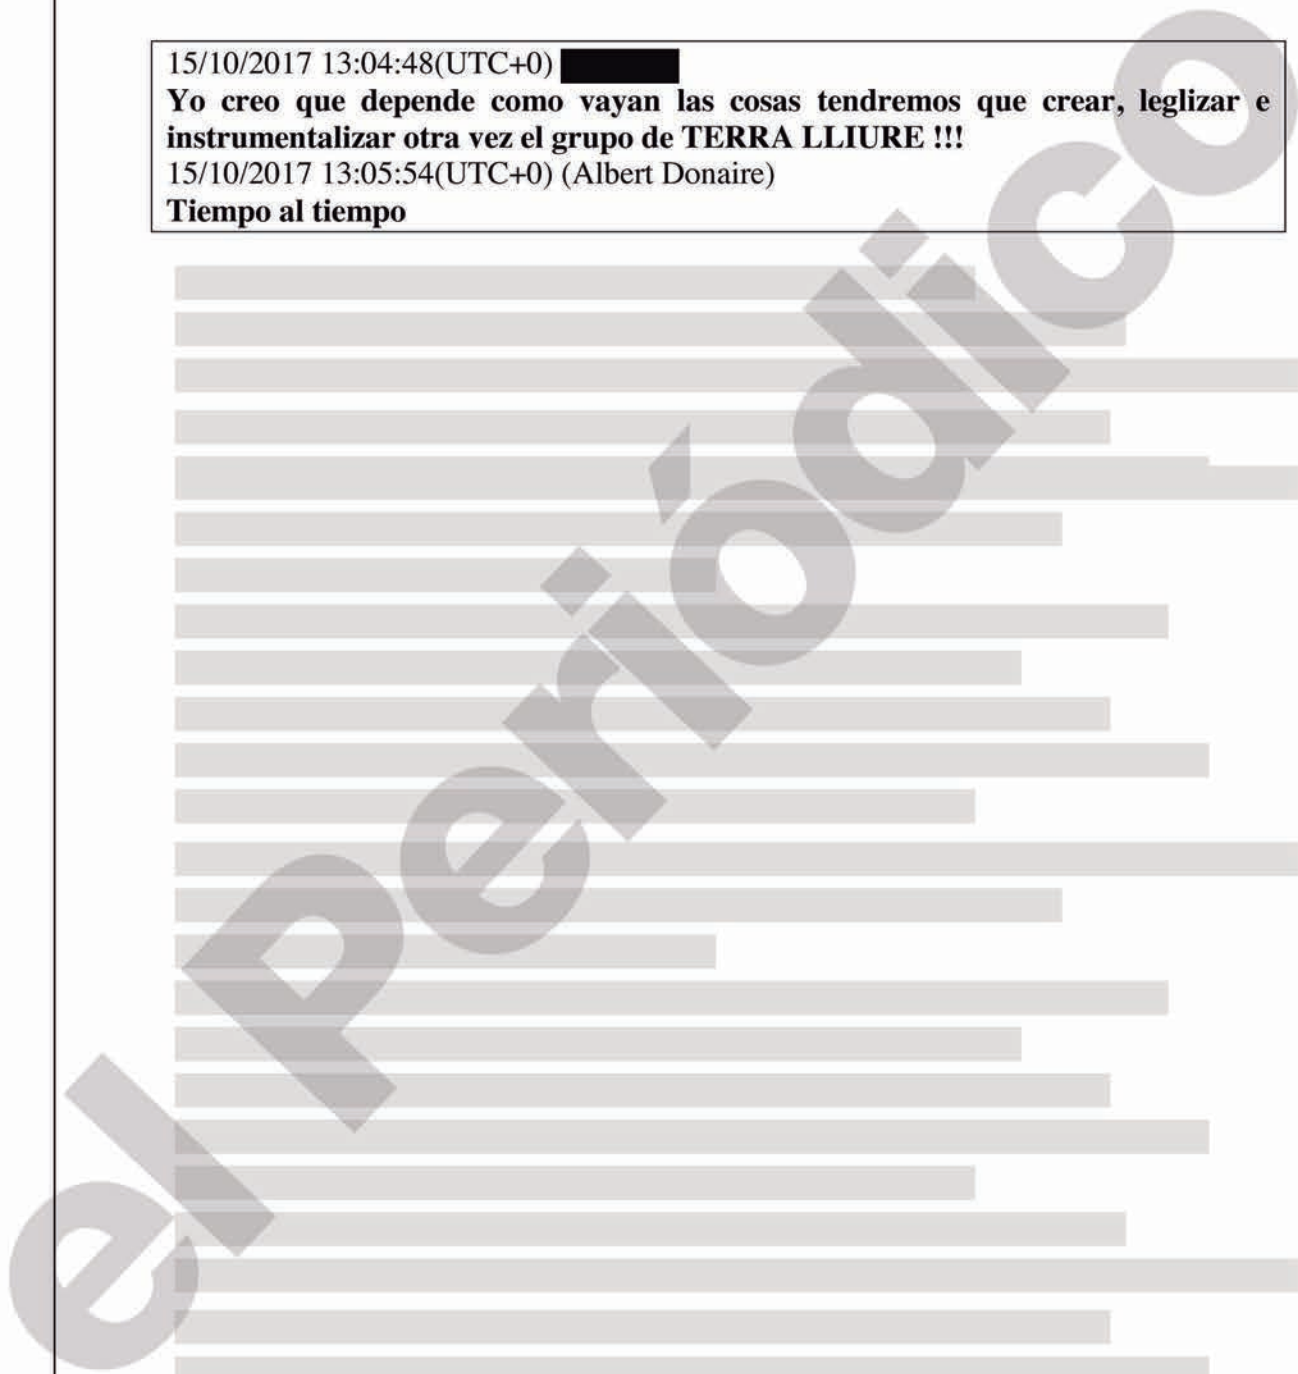 15/10/2017 13:04:48(UTC+0)
Yo creo que depende como vayan las cosas tendremos que crear, leglizar e
instrumentalizar otra vez el grupo de TERRA LLIURE !!!
15/10/2017 13:05:54(UTC+0) (Albert Donaire)
Tiempo al tiempo
el Periódico